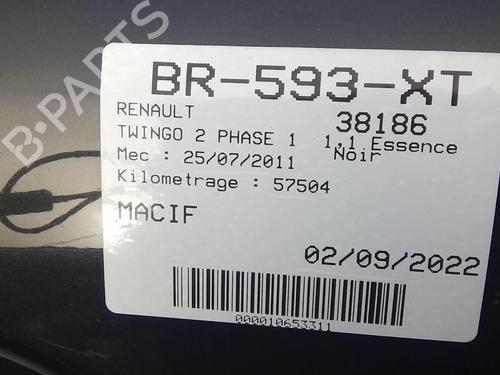 BR-593-XT
RENAULT 38186
TWINGO 2 PHASE 1 1,1 Essence
Mec : 25/07/2011 Noir
Kilometrage : 57504
MACIF
02/09/2022
000010653311
B-PARTS